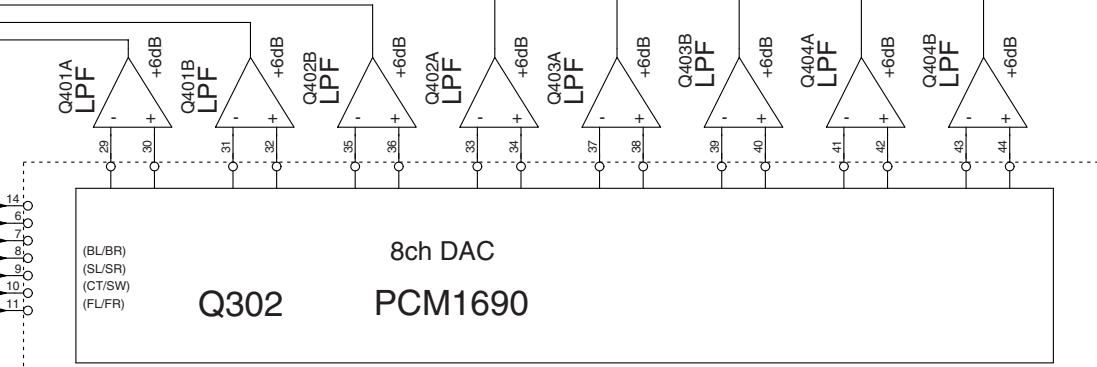 Q401A LPF +6dB
Q401B LPF +6dB
Q402B LPF +6dB
Q402A LPF +6dB
Q403A LPF +6dB
Q403B LPF +6dB
Q404A LPF +6dB
Q404B LPF +6dB
- + - + - + - + - + - + - + - +
29 30 31 32 35 36 33 34 37 38 39 40 41 42 43 44
14
6
7
8
9
10
11
(BL/BR)
(SL/SR)
(CT/SW)
(FL/FR)
8ch DAC
Q302 PCM1690